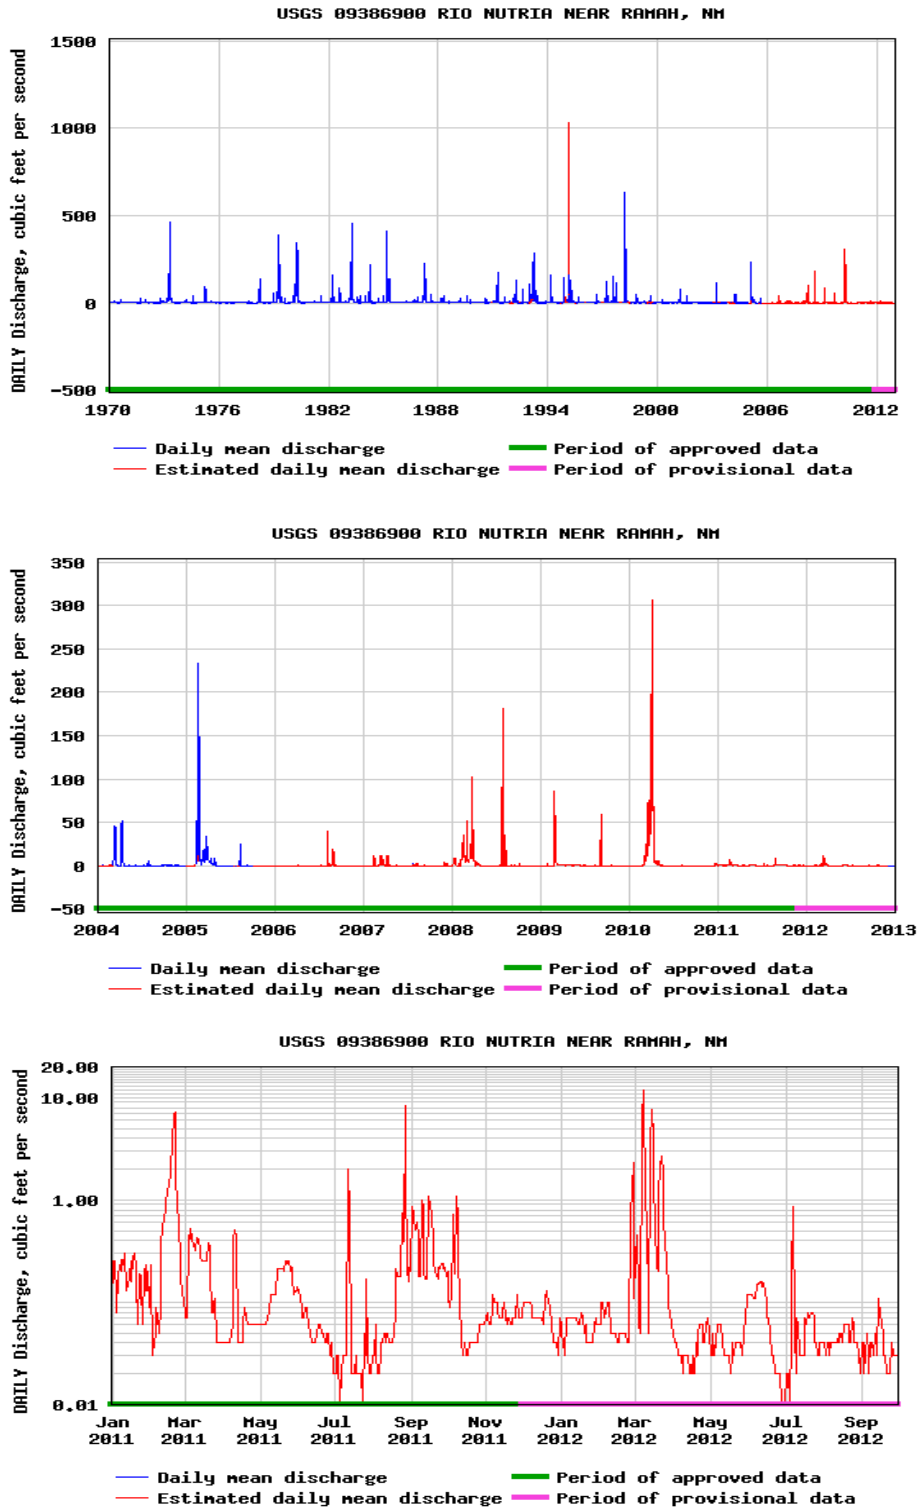 USGS 09386900 RIO NUTRIA NEAR RAMAH, NM
DAILY Discharge, cubic feet per second
1500
1000
500
0
-500
1970 1976 1982 1988 1994 2000 2006 2012
Daily mean discharge Period of approved data
Estimated daily mean discharge Period of provisional data
USGS 09386900 RIO NUTRIA NEAR RAMAH, NM
DAILY Discharge, cubic feet per second
350
300
250
200
150
100
50
0
-50
2004 2005 2006 2007 2008 2009 2010 2011 2012 2013
Daily mean discharge Period of approved data
Estimated daily mean discharge Period of provisional data
USGS 09386900 RIO NUTRIA NEAR RAMAH, NM
DAILY Discharge, cubic feet per second
20.00
10.00
1.00
0.01
Jan Mar May Jul Sep Nov Jan Mar May Jul Sep
2011 2011 2011 2011 2011 2011 2012 2012 2012 2012 2012
Daily mean discharge Period of approved data
Estimated daily mean discharge Period of provisional data